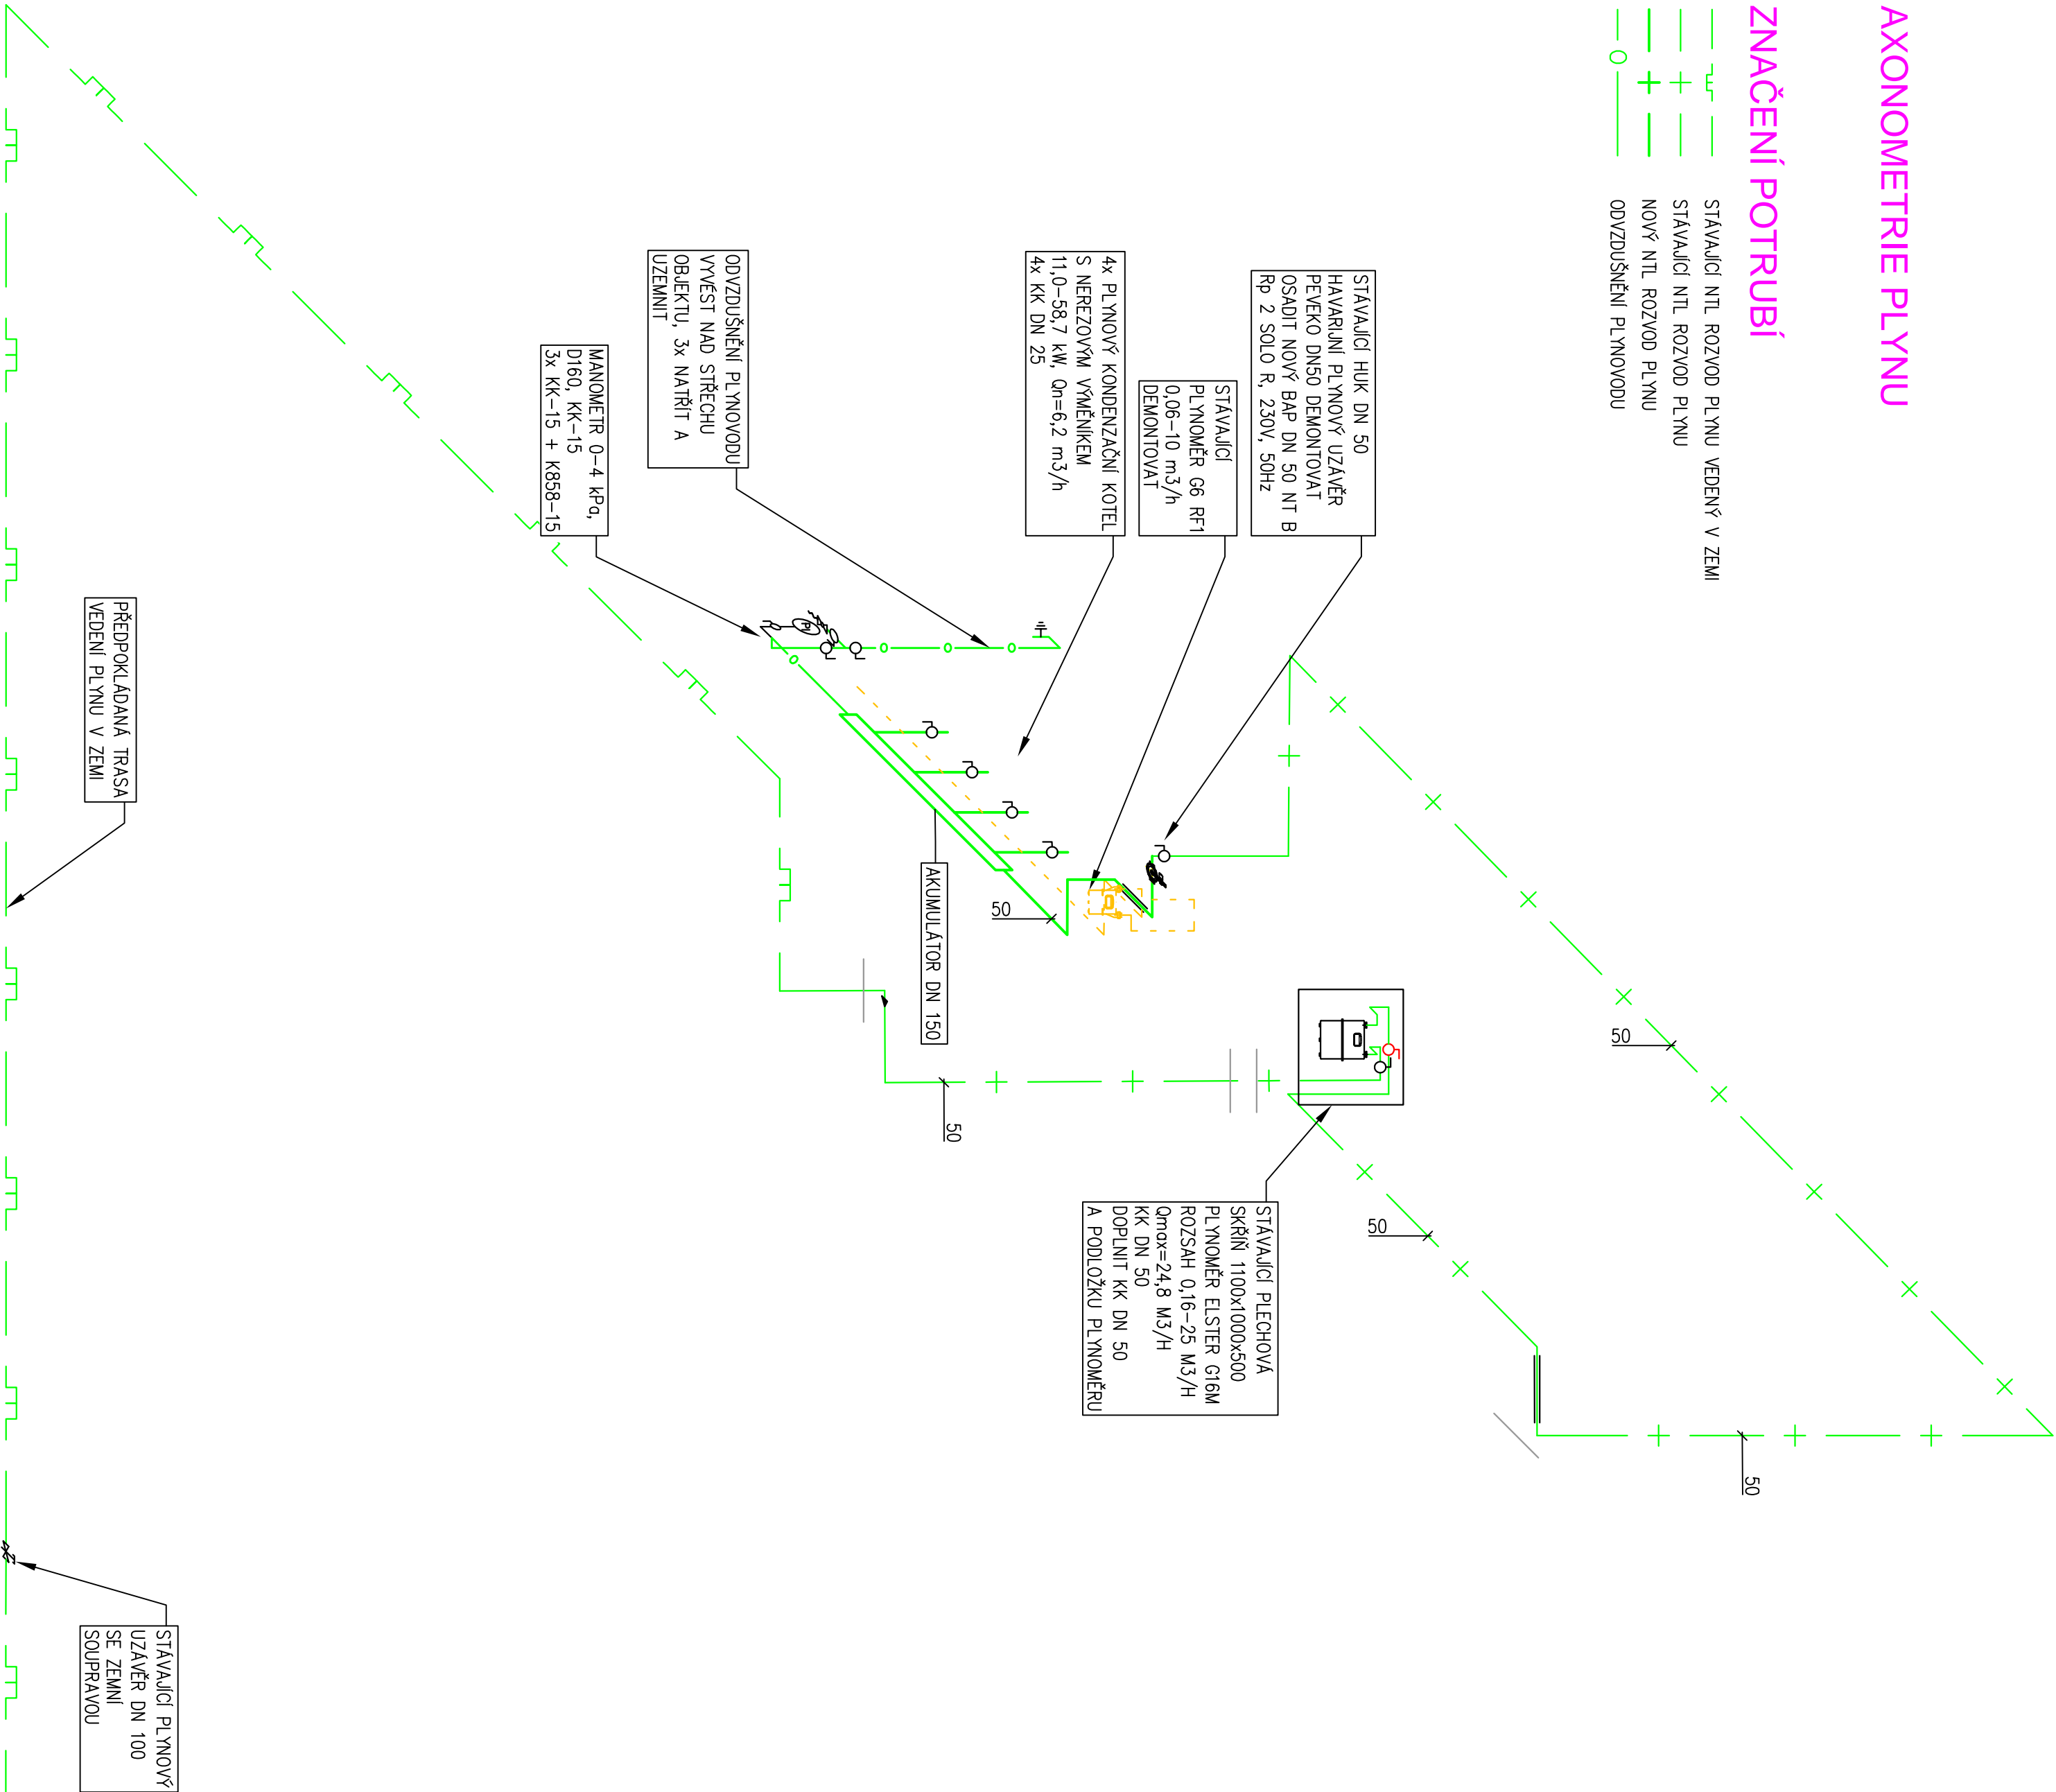 AXONOMETRIE PLYNU
ZNAČENÍ POTRUBÍ
STÁVAJÍCÍ NTL ROZVOD PLYNU VEDENÝ V ZEMI
STÁVAJÍCÍ NTL ROZVOD PLYNU
NOVÝ NTL ROZVOD PLYNU
ODVZDUŠNĚNÍ PLYNOVODU
STÁVAJÍCÍ HUK DN 50
HAVARIJNÍ PLYNOVÝ UZÁVĚR
PEVEKO DN50 DEMONTOVAT
OSADIT NOVÝ BAP DN 50 NT B
Rp 2 SOLO R, 230V, 50Hz
STÁVAJÍCÍ
PLYNOMĚR G6 RF1
0,06-10 m3/h
DEMONTOVAT
4x PLYNOVÝ KONDENZAČNÍ KOTEL
S NEREZOVÝM VÝMĚNÍKEM
11,0-58,7 kW, Qn=6,2 m3/h
4x KK DN 25
ODVZDUŠNĚNÍ PLYNOVODU
VYVÉST NAD STŘECHU
OBJEKTU, 3x NATŘÍT A
UZEMNIT
MANOMETR 0-4 kPa,
D160, KK-15
3x KK-15 + K858-15
PI
PŘEDPOKLÁDANÁ TRASA
VEDENÍ PLYNU V ZEMI
AKUMULÁTOR DN 150
50
50
50
50
50
STÁVAJÍCÍ PLECHOVÁ
SKŘÍŇ 1100x1000x500
PLYNOMĚR ELSTER G16M
ROZSAH 0,16-25 M3/H
Qmax=24,8 M3/H
KK DN 50
DOPLNIT KK DN 50
A PODLOŽKU PLYNOMĚRU
STÁVAJÍCÍ PLYNOVÝ
UZÁVĚR DN 100
SE ZEMNÍ
SOUPRAVOU